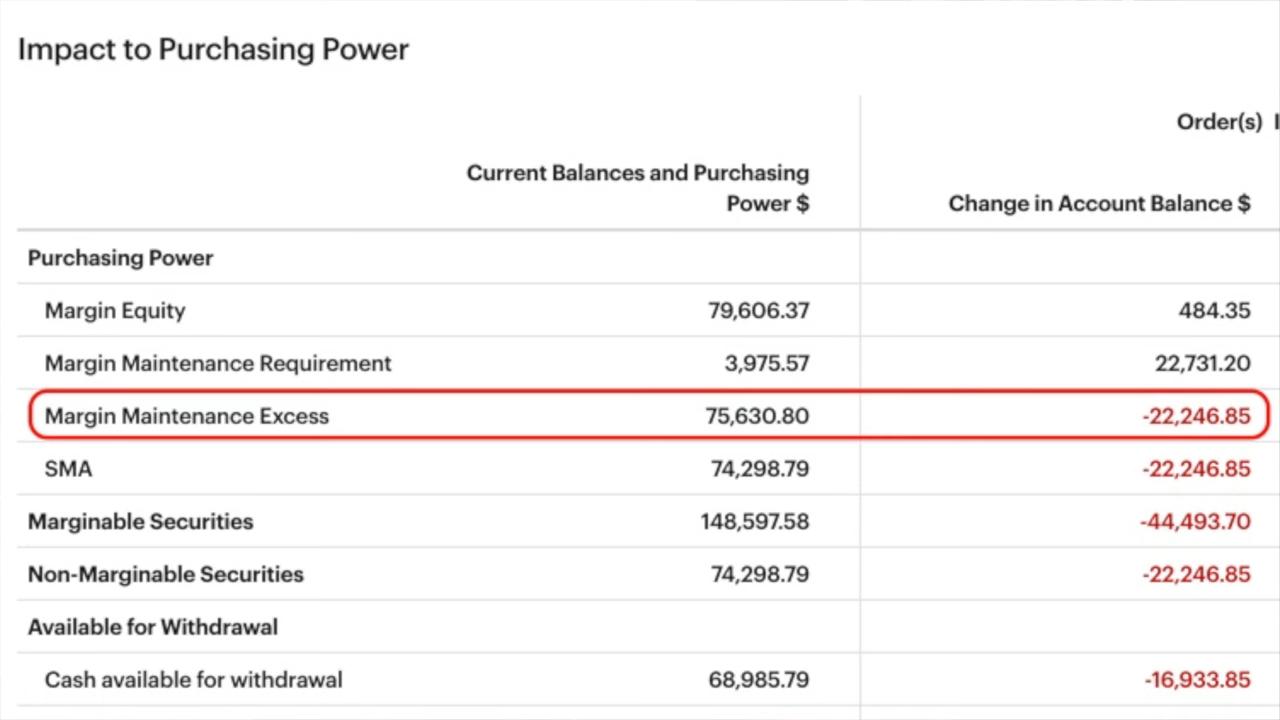 Impact to Purchasing Power
Order(s)
Current Balances and Purchasing
Power $
Change in Account Balance $
Purchasing Power
Margin Equity 79,606.37 484.35
Margin Maintenance Requirement 3,975.57 22,731.20
Margin Maintenance Excess 75,630.80 -22,246.85
SMA 74,298.79 -22,246.85
Marginable Securities 148,597.58 -44,493.70
Non-Marginable Securities 74,298.79 -22,246.85
Available for Withdrawal
Cash available for withdrawal 68,985.79 -16,933.85